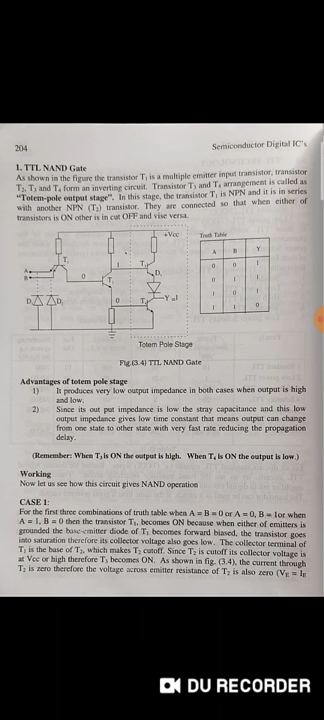 204
Semiconductor Digital IC's
1. TTL NAND Gate
As shown in the figure the transistor T₁ is a multiple emitter input transistor, transistor
T₂, T₃ and T₄ form an inverting circuit. Transistor T₃ and T₄ arrangement is called as
"Totem-pole output stage". In this stage, the transistor T₃ is NPN and it is in series
with another NPN (T₂) transistor. They are connected so that when either of
transistors is ON other is cut OFF and vise versa.
+Vcc
Truth Table
A B Y
0 0 1
0 1 1
1 0 1
1 1 0
A
B
T₁
0
1
0
D₁
Y =1
Totem Pole Stage
Fig.(3.4) TTL NAND Gate
Advantages of totem pole stage
1) It produces very low output impedance in both cases when output is high
and low.
2) Since its out put impedance is low the stray capacitance and this low
output impedance gives low time constant that means output can change
from one state to other state with very fast rate reducing the propagation
delay.
(Remember: When T₃ is ON the output is high. When T₄ is ON the output is low.)
Working
Now let us see how this circuit gives NAND operation
CASE 1:
For the first three combinations of truth table when A = B = 0 or A = 0, B = 1or when
A = 1, B = 0 then the transistor T₁, becomes ON because when either of emitters is
grounded the base-emitter diode of T₁ becomes forward biased, the transistor goes
into saturation therefore its collector voltage also goes low. The collector terminal of
T₁ is the base of T₂, which makes T₂ cutoff. Since T₂ is cutoff its collector voltage is
at Vcc or high therefore T₃ becomes ON. As shown in fig. (3.4), the current through
T₂ is zero therefore the voltage across emitter resistance of T₂ is also zero (V_E = I_E
DU RECORDER